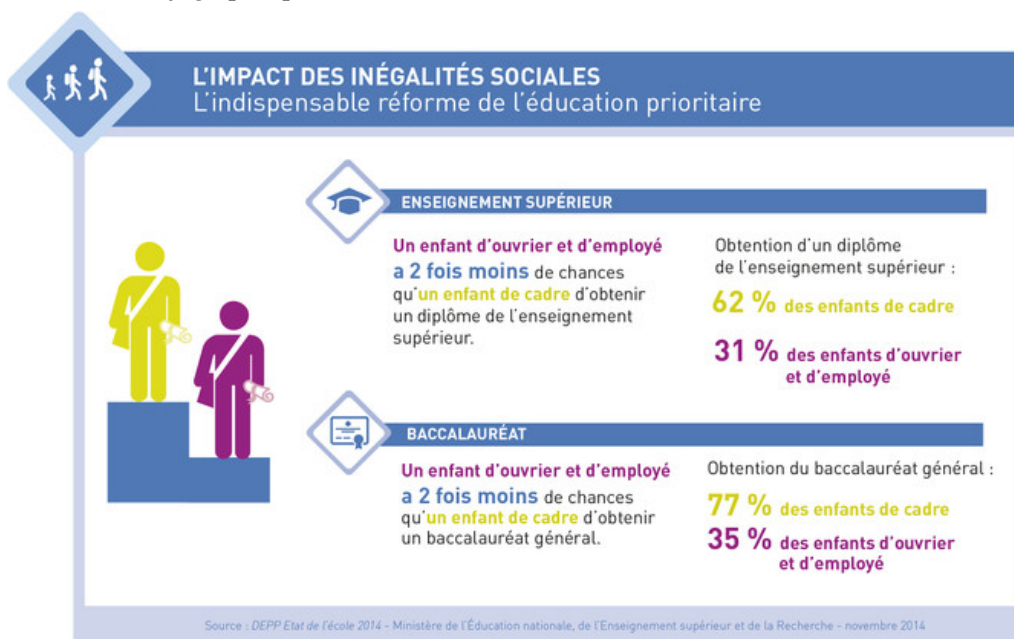 L'IMPACT DES INÉGALITÉS SOCIALES
L'indispensable réforme de l'éducation prioritaire
ENSEIGNEMENT SUPÉRIEUR
Un enfant d'ouvrier et d'employé
a 2 fois moins de chances
qu'un enfant de cadre d'obtenir
un diplôme de l'enseignement
supérieur.
Obtention d'un diplôme
de l'enseignement supérieur :
62 % des enfants de cadre
31 % des enfants d'ouvrier
et d'employé
BACCALAURÉAT
Un enfant d'ouvrier et d'employé
a 2 fois moins de chances
qu'un enfant de cadre d'obtenir
un baccalauréat général.
Obtention du baccalauréat général :
77 % des enfants de cadre
35 % des enfants d'ouvrier
et d'employé
Source : DEPP Etat de l'école 2014 - Ministère de l'Éducation nationale, de l'Enseignement supérieur et de la Recherche - novembre 2014